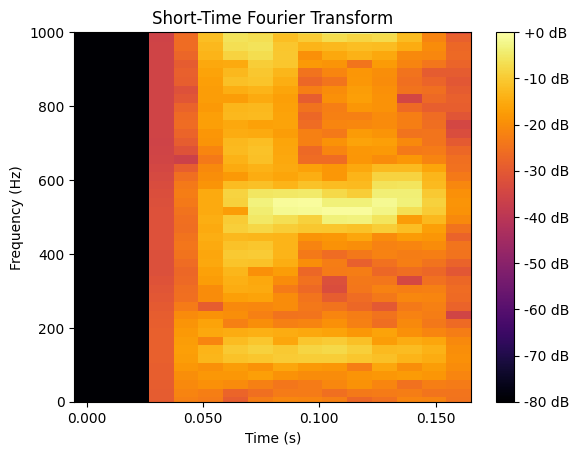 Short-Time Fourier Transform
1000
800
600
400
200
0
Frequency (Hz)
0.000
0.050
0.100
0.150
Time (s)
+0 dB
-10 dB
-20 dB
-30 dB
-40 dB
-50 dB
-60 dB
-70 dB
-80 dB